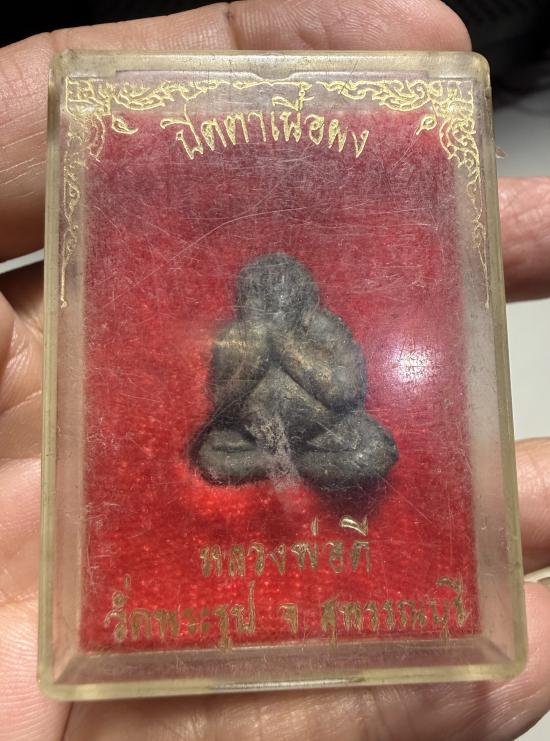 ปิดตาเนื้อผง
หลวงพ่อดี
วัดพระรูป จ สุพรรณบุรี